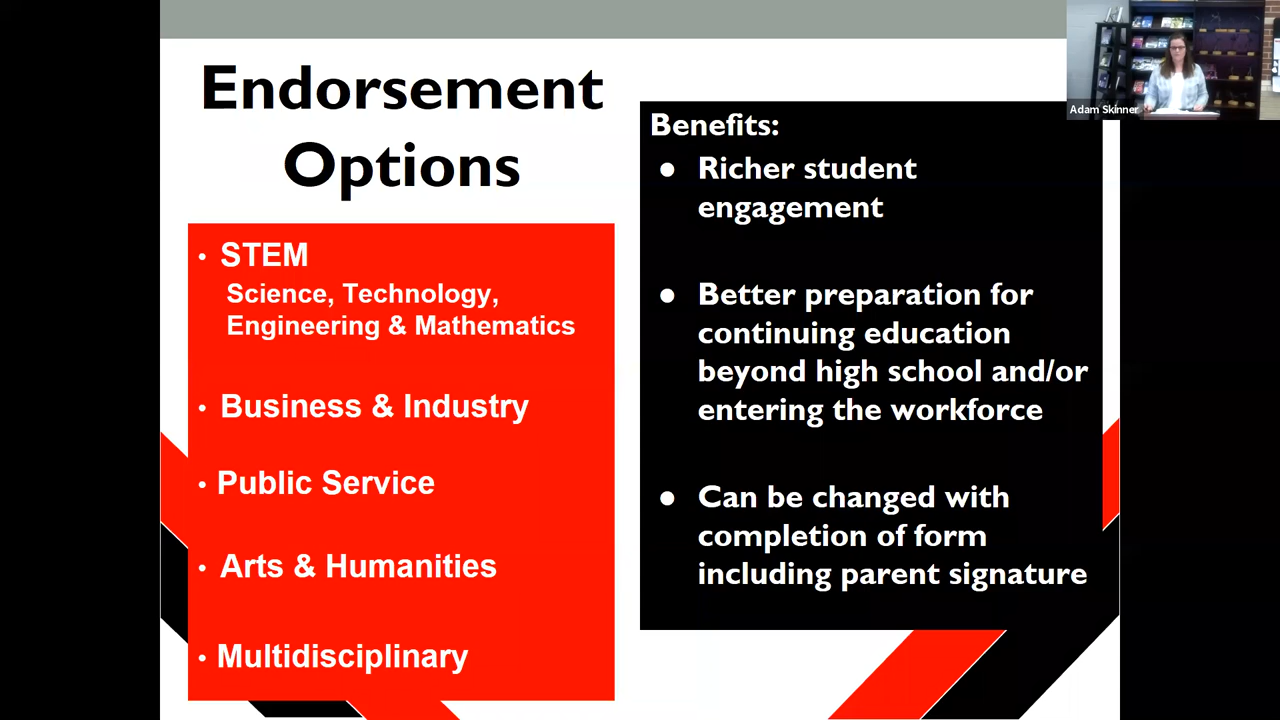 Endorsement
Options
• STEM
Science, Technology,
Engineering & Mathematics
• Business & Industry
• Public Service
• Arts & Humanities
• Multidisciplinary
Benefits:
● Richer student
engagement
● Better preparation for
continuing education
beyond high school and/or
entering the workforce
● Can be changed with
completion of form
including parent signature
Adam Skinner